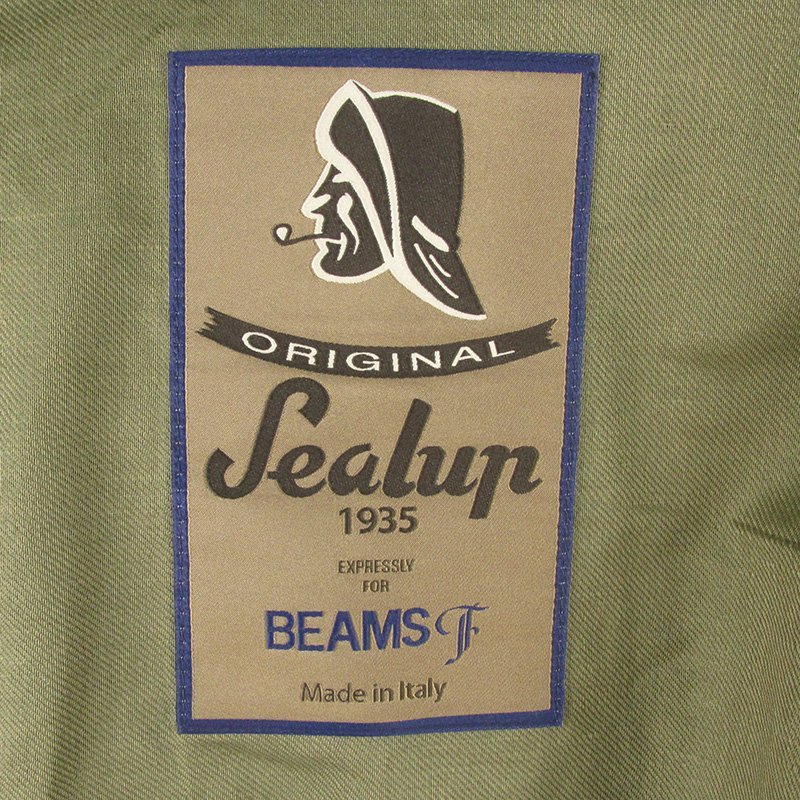 ORIGINAL
Sealup
1935
EXPRESSLY
FOR
BEAMS F
Made in Italy